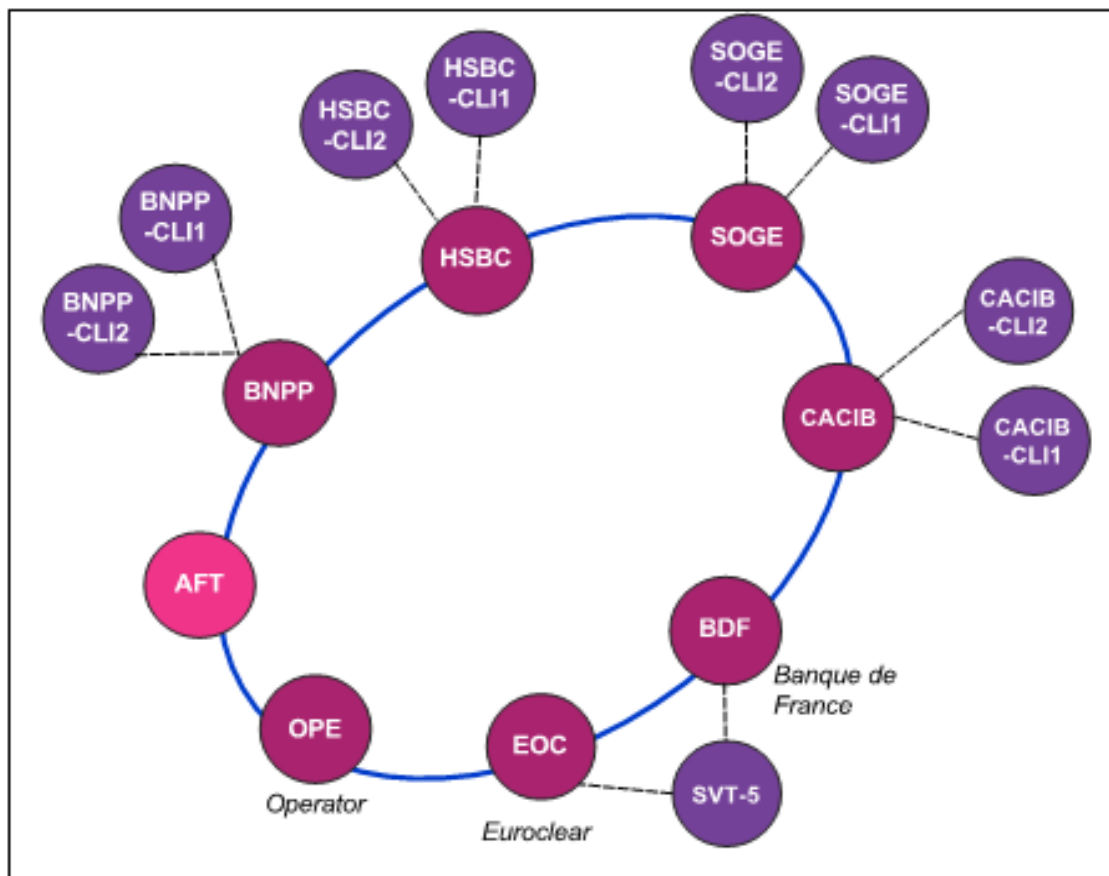 SOGE
-CLI2
HSBC
-CLI1
SOGE
-CLI1
HSBC
-CLI2
BNPP
-CLI1
SOGE
HSBC
BNPP
-CLI2
CACIB
-CLI2
BNPP
CACIB
CACIB
-CLI1
AFT
BDF
Banque de
France
OPE
EOC
SVT-5
Operator
Euroclear